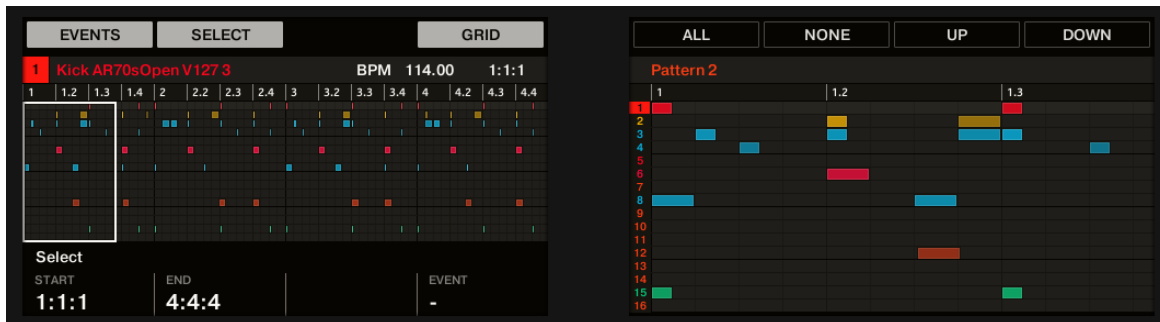 EVENTS SELECT GRID
1 Kick AR70sOpen V127 3 BPM 114.00 1:1:1
1 1.2 1.3 1.4 2 2.2 2.3 2.4 3 3.2 3.3 3.4 4 4.2 4.3 4.4
Select
START END EVENT
1:1:1 4:4:4 -
ALL NONE UP DOWN
Pattern 2
1 1.2 1.3
1
2
3
4
5
6
7
8
9
10
11
12
13
14
15
16